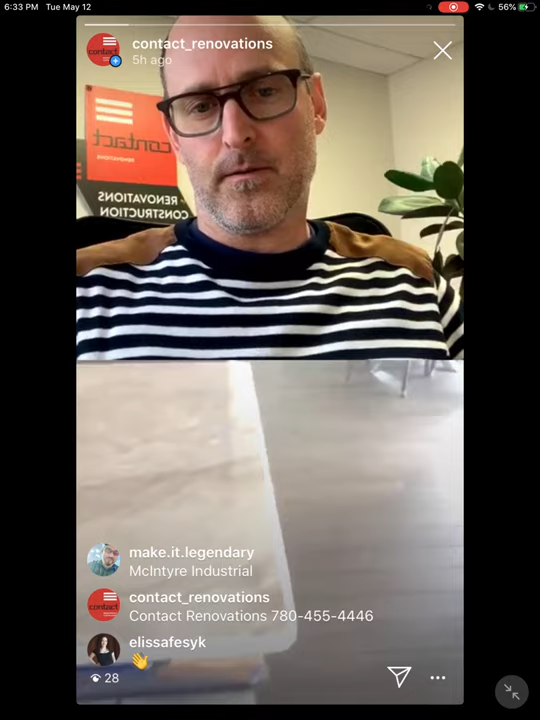 6:33 PM Tue May 12
56%
contact_renovations
5h ago
contact
contact
RENOVATIONS
RENOVATIONS
CONSTRUCTION
make.it.legendary
McIntyre Industrial
contact
contact_renovations
Contact Renovations 780-455-4446
elissafesyk
👋
28